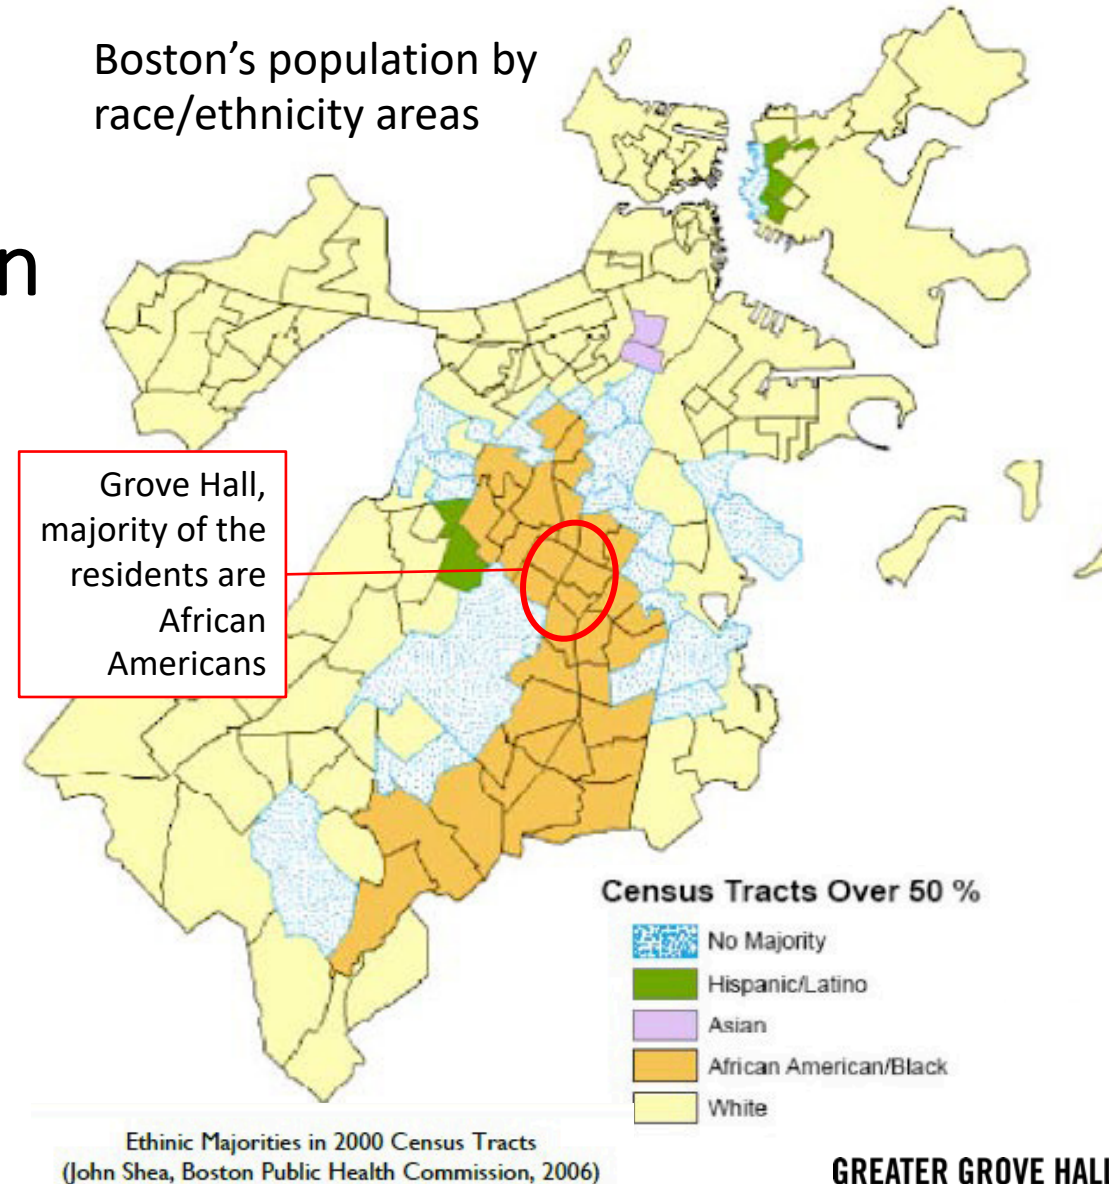 Boston’s population by
race/ethnicity areas
n
Grove Hall,
majority of the
residents are
African
Americans
Census Tracts Over 50 %
No Majority
Hispanic/Latino
Asian
African American/Black
White
Ethinic Majorities in 2000 Census Tracts
(John Shea, Boston Public Health Commission, 2006)
GREATER GROVE HALL